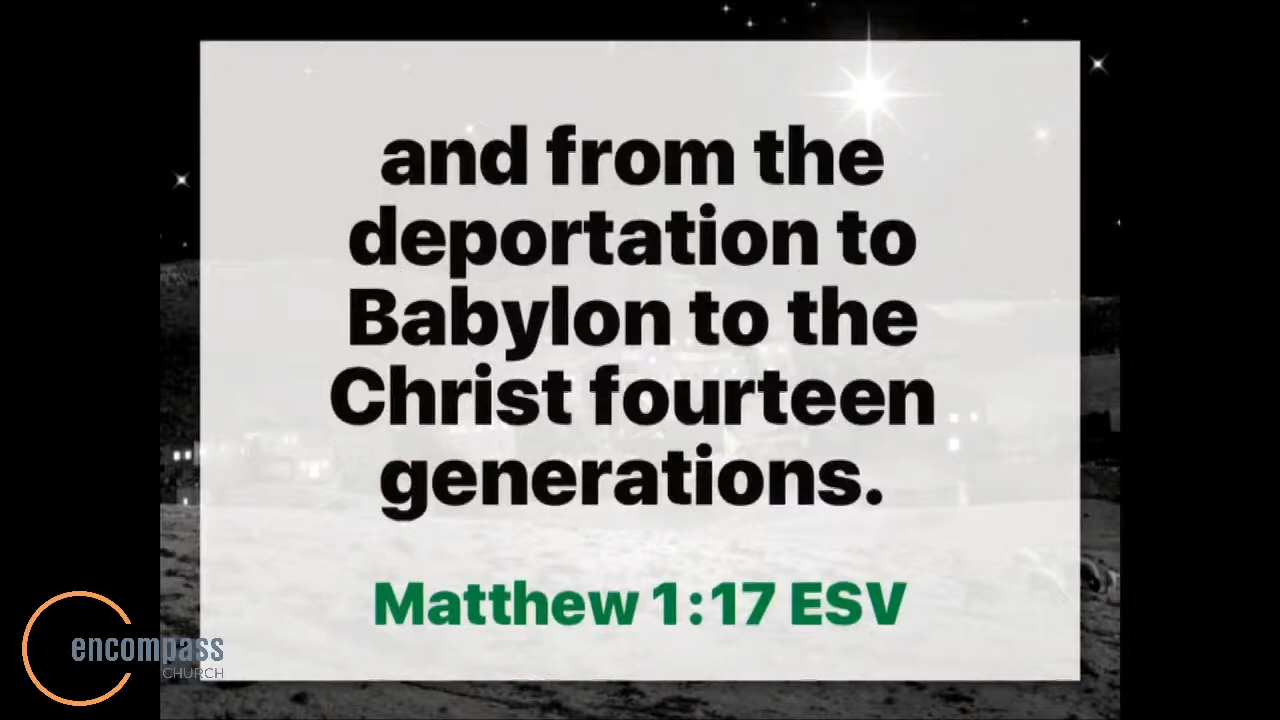 and from the
deportation to
Babylon to the
Christ fourteen
generations.
Matthew 1:17 ESV
encompass
CHURCH